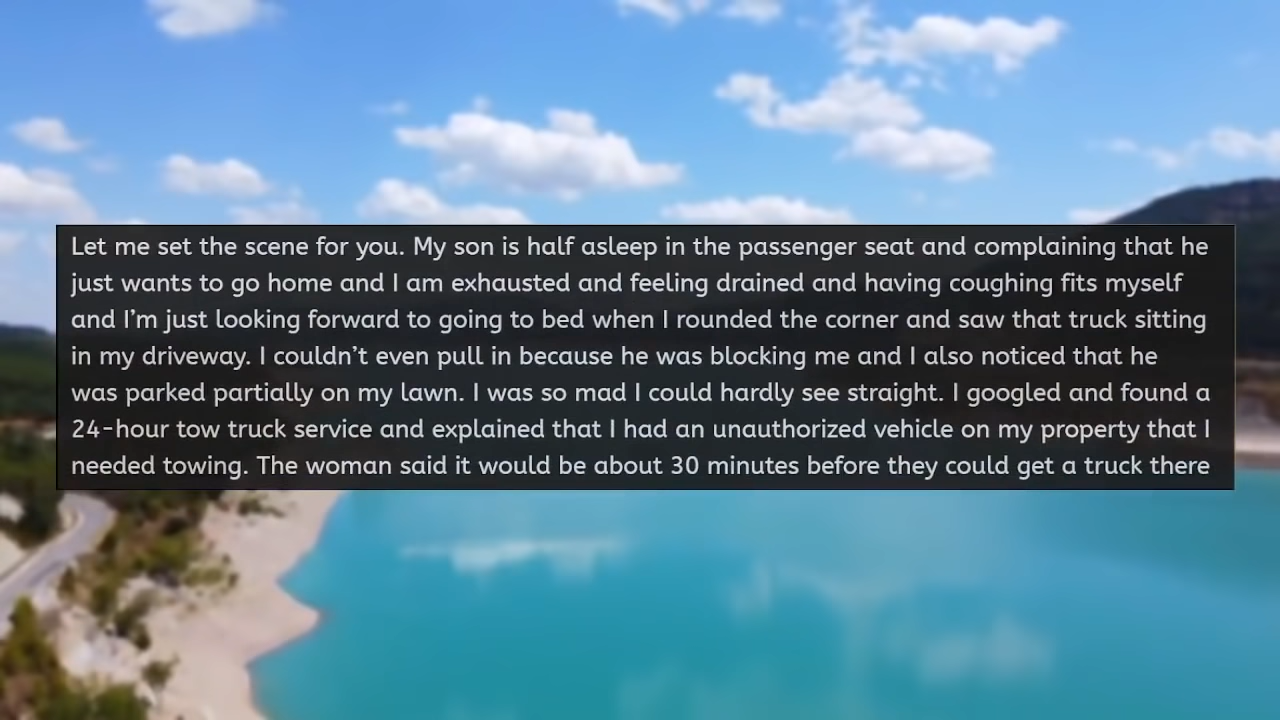 Let me set the scene for you. My son is half asleep in the passenger seat and complaining that he
just wants to go home and I am exhausted and feeling drained and having coughing fits myself
and I’m just looking forward to going to bed when I rounded the corner and saw that truck sitting
in my driveway. I couldn’t even pull in because he was blocking me and I also noticed that he
was parked partially on my lawn. I was so mad I could hardly see straight. I googled and found a
24-hour tow truck service and explained that I had an unauthorized vehicle on my property that I
needed towing. The woman said it would be about 30 minutes before they could get a truck there